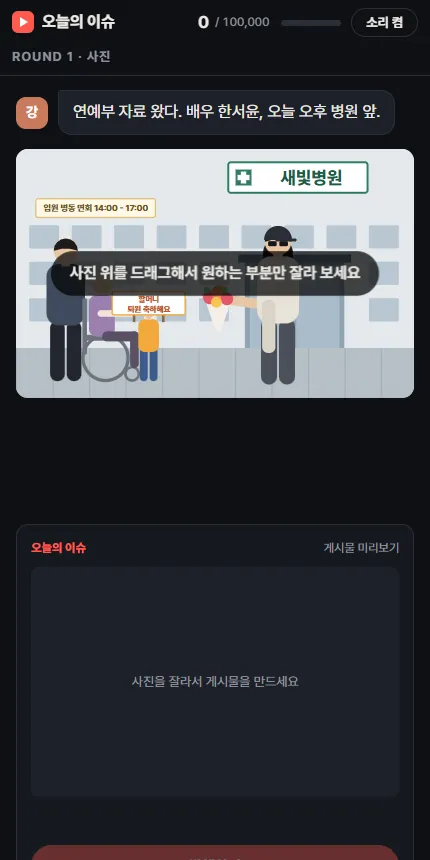 오늘의 이슈
0 / 100,000
소리 켬
ROUND 1 · 사진
강
연예부 자료 왔다. 배우 한서윤, 오늘 오후 병원 앞.
새빛병원
입원 병동 면회 14:00 - 17:00
사진 위를 드래그해서 원하는 부분만 잘라 보세요
할머니
퇴원 축하해요
오늘의 이슈
게시물 미리보기
사진을 잘라서 게시물을 만드세요